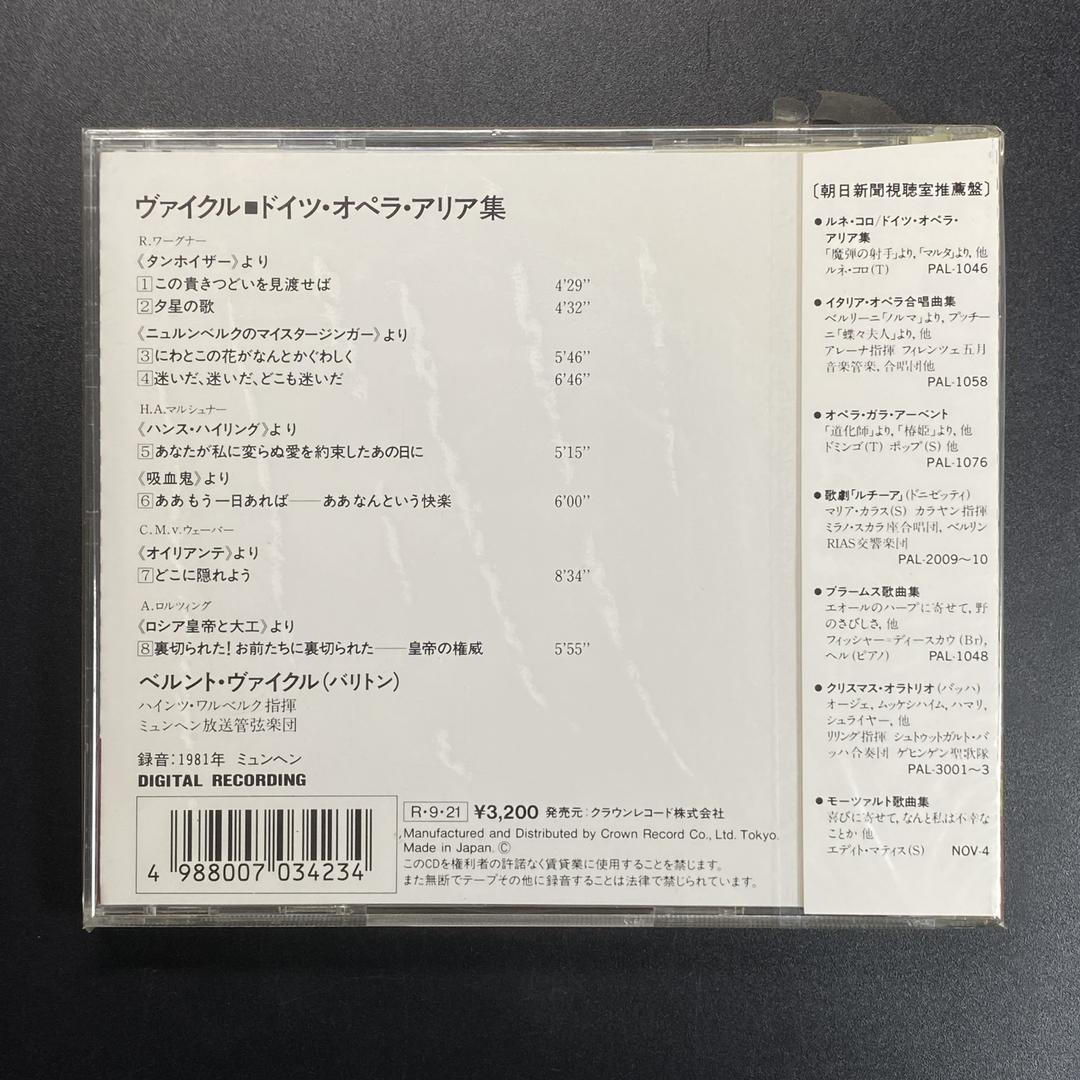 ヴァイクル■ドイツ・オペラ・アリア集
R.ワーグナー
《タンホイザー》より
1 この貴きつどいを見渡せば 4'29''
2 夕星の歌 4'32''
《ニュルンベルクのマイスタージンガー》より
3 にわとこの花がなんとかぐわしく 5'46''
4 迷いだ、迷いだ、どこも迷いだ 6'46''
H.A.マルシュナー
《ハンス・ハイリング》より
5 あなたが私に変らぬ愛を約束したあの日に 5'15''
《吸血鬼》より
6 ああもう一日あれば――ああなんという快楽 6'00''
C.M.v.ウェーバー
《オイリアンテ》より
7 どこに隠れよう 8'34''
A.ロルツィング
《ロシア皇帝と大工》より
8 裏切られた!お前たちに裏切られた――皇帝の権威 5'55''
ベルント・ヴァイクル(バリトン)
ハインツ・ワルベルク指揮
ミュンヘン放送管弦楽団
録音:1981年 ミュンヘン
DIGITAL RECORDING
4 988007 034234
R・9・21 ¥3,200 発売元:クラウンレコード株式会社
Manufactured and Distributed by Crown Record Co., Ltd. Tokyo.
Made in Japan. Ⓒ
このCDを権利者の許諾なく賃貸業に使用することを禁じます。
また無断でテープその他に録音することは法律で禁じられています。
〔朝日新聞視聴室推薦盤〕
●ルネ・コロ/ドイツ・オペラ・
アリア集
「魔弾の射手」より,「マルタ」より, 他
ルネ・コロ(T) PAL-1046
●イタリア・オペラ合唱曲集
ベルリーニ「ノルマ」より, プッチー
ニ「蝶々夫人」より, 他
アレーナ指揮 フィレンツェ五月
音楽管楽, 合唱団他
PAL-1058
●オペラ・ガラ・アーベント
「道化師」より,「椿姫」より, 他
ドミンゴ(T) ポップ(S) 他
PAL-1076
●歌劇「ルチーア」(ドニゼッティ)
マリア・カラス(S) カラヤン指揮
ミラノ・スカラ座合唱団, ベルリン
RIAS交響楽団
PAL-2009〜10
●ブラームス歌曲集
エオールのハープに寄せて, 野
のさびしさ, 他
フィッシャー=ディースカウ(Br),
ヘル(ピアノ) PAL-1048
●クリスマス・オラトリオ(バッハ)
オージェ, ムッケシハイム, ハマリ,
シュライヤー, 他
リリング指揮 シュトゥットガルト・バ
ッハ合奏団 ゲヒンゲン聖歌隊
PAL-3001〜3
●モーツァルト歌曲集
喜びに寄せて, なんと私は不幸な
ことか 他
エディト・マティス(S) NOV-4